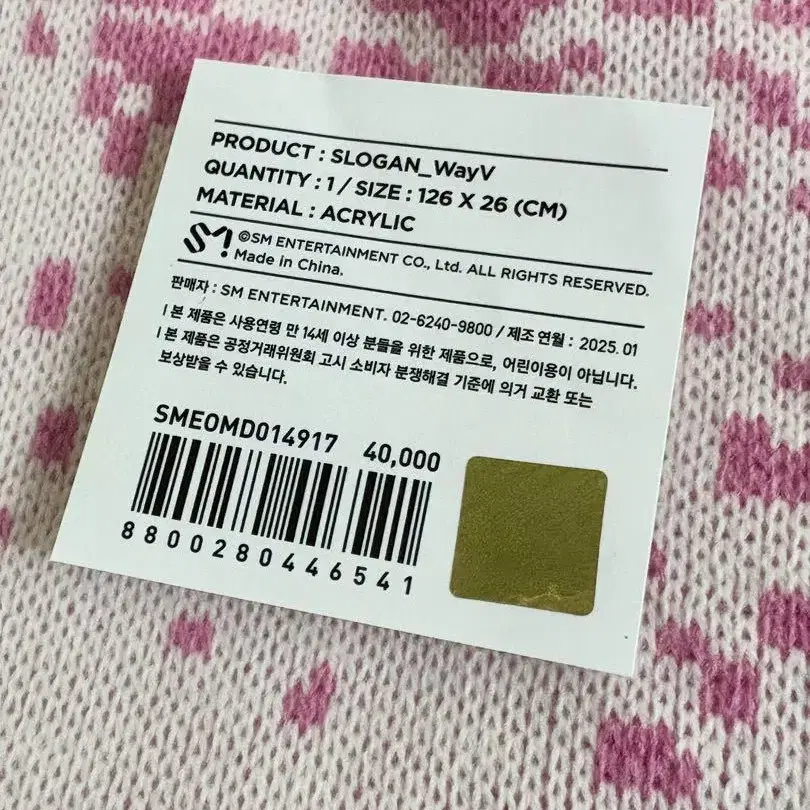 PRODUCT : SLOGAN_WayV
QUANTITY : 1 / SIZE : 126 X 26 (CM)
MATERIAL : ACRYLIC
SM ©SM ENTERTAINMENT CO., Ltd. ALL RIGHTS RESERVED.
Made in China.
판매자 : SM ENTERTAINMENT. 02-6240-9800 / 제조 연월 : 2025. 01
I 본 제품은 사용연령 만 14세 이상 분들을 위한 제품으로, 어린이용이 아닙니다.
I 본 제품은 공정거래위원회 고시 소비자 분쟁해결 기준에 의거 교환 또는
보상받을 수 있습니다.
SMEOMD014917 40,000
8800280446541